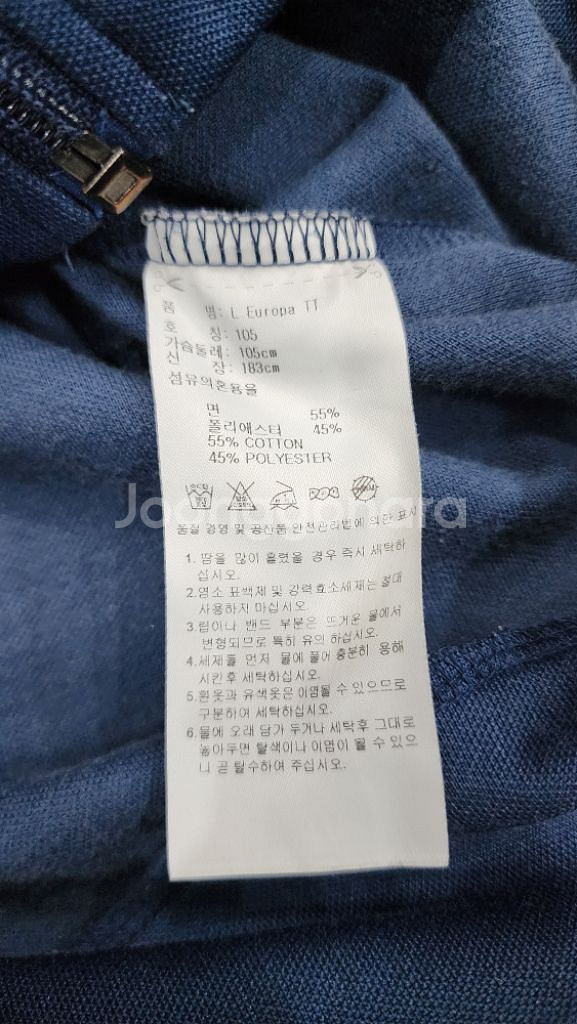 품 명: L Europa TT
호 칭: 105
가슴둘레: 105cm
신 장: 183cm
섬유의혼용율
면 55%
폴리에스터 45%
55% COTTON
45% POLYESTER
Joonggonara
품질 경영 및 공산품 안전관리법에 의한 표시
1. 땀을 많이 흘렸을 경우 즉시 세탁하
십시오.
2. 염소 표백제 및 강력효소세제는 절대
사용하지 마십시오.
3. 립이나 밴드 부분은 뜨거운 물에서
변형되므로 특히 유의 하십시오.
4. 세제를 먼저 물에 풀어 충분히 용해
시킨후 세탁하십시오.
5. 흰옷과 유색옷은 이염될 수 있으므로
구분하여 세탁하십시오.
6. 물에 오래 담가 두거나 세탁후 그대로
놓아두면 탈색이나 이염이 될 수 있으
니 곧 탈수하여 주십시오.